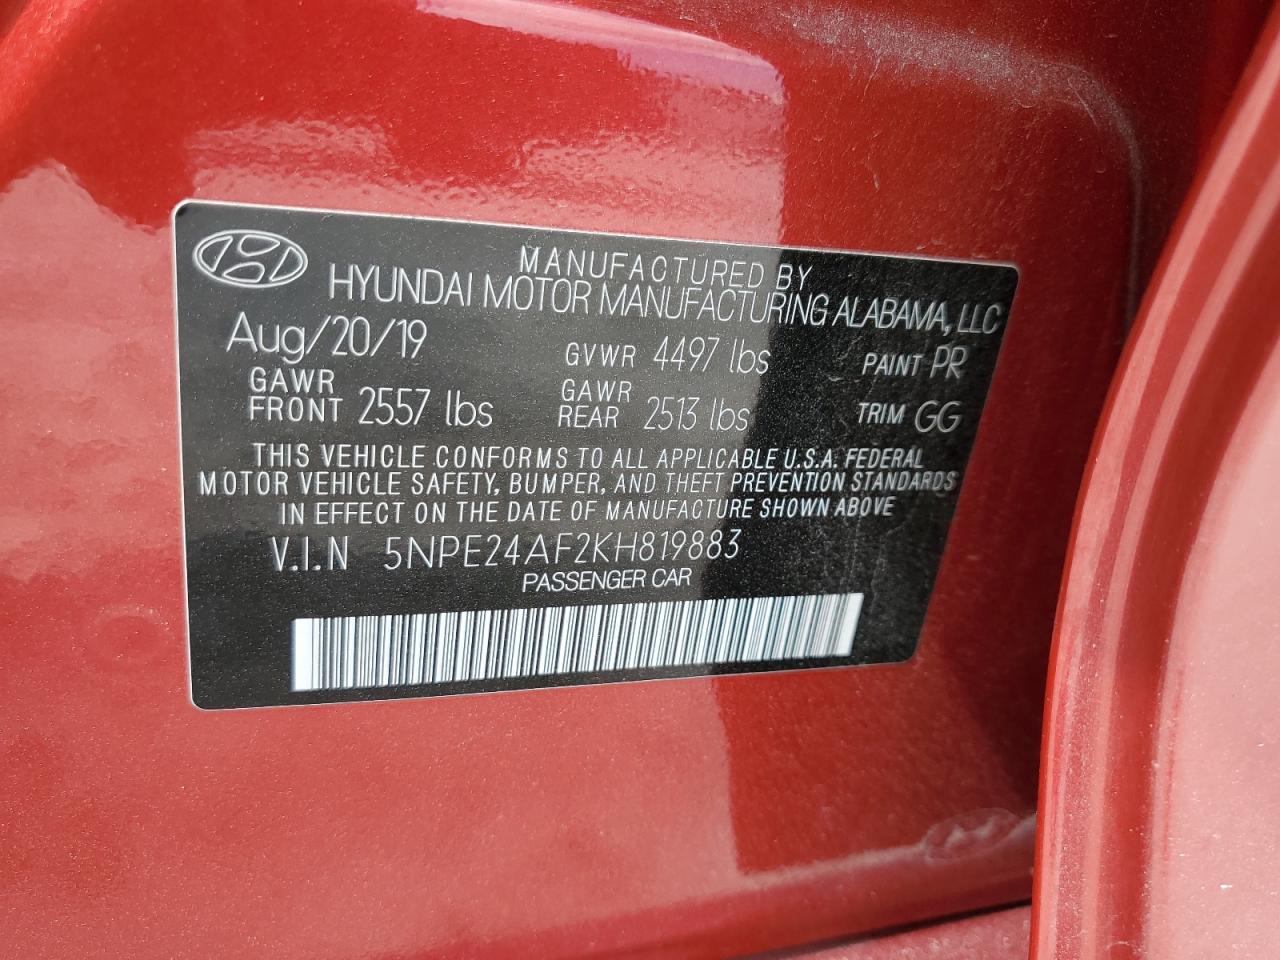 MANUFACTURED BY
HYUNDAI MOTOR MANUFACTURING ALABAMA, LLC
Aug/20/19 GVWR 4497 lbs PAINT PR
GAWR FRONT 2557 lbs GAWR REAR 2513 lbs TRIM GG
THIS VEHICLE CONFORMS TO ALL APPLICABLE U.S.A. FEDERAL
MOTOR VEHICLE SAFETY, BUMPER, AND THEFT PREVENTION STANDARDS
IN EFFECT ON THE DATE OF MANUFACTURE SHOWN ABOVE
V.I.N 5NPE24AF2KH819883
PASSENGER CAR